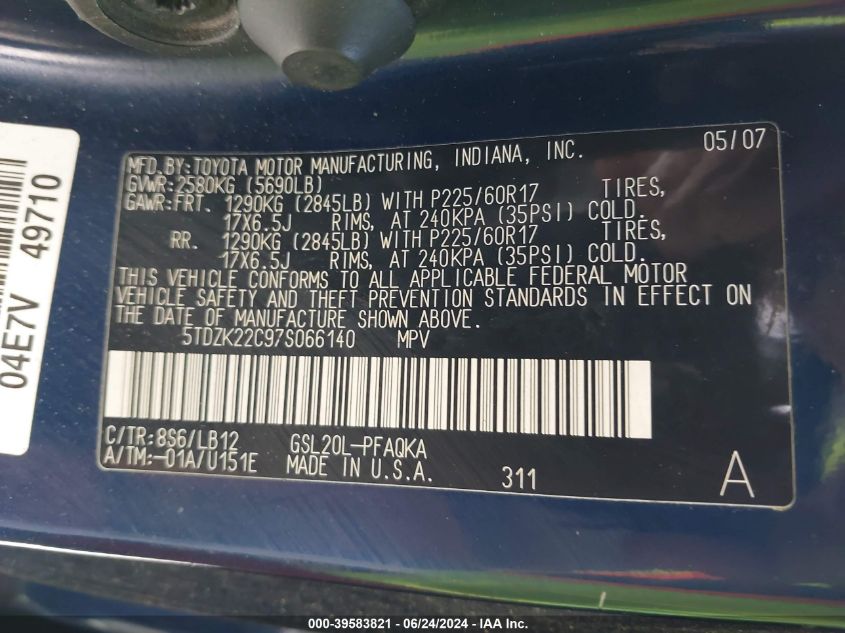 MFD. BY: TOYOTA MOTOR MANUFACTURING, INDIANA, INC. 05/07
GVWR: 2580KG (5690LB)
GAWR: FRT. 1290KG (2845LB) WITH P225/60R17 TIRES,
17X6.5J RIMS, AT 240KPA (35PSI) COLD.
RR. 1290KG (2845LB) WITH P225/60R17 TIRES,
17X6.5J RIMS, AT 240KPA (35PSI) COLD.
THIS VEHICLE CONFORMS TO ALL APPLICABLE FEDERAL MOTOR
VEHICLE SAFETY AND THEFT PREVENTION STANDARDS IN EFFECT ON
THE DATE OF MANUFACTURE SHOWN ABOVE.
5TDZK22C97S066140 MPV
C/TR: 8S6/LB12 GSL20L-PFAQKA
A/TM: -01A/U151E MADE IN U.S.A. 311 A
04E7V 49710
000-39583821 - 06/24/2024 - IAA Inc.